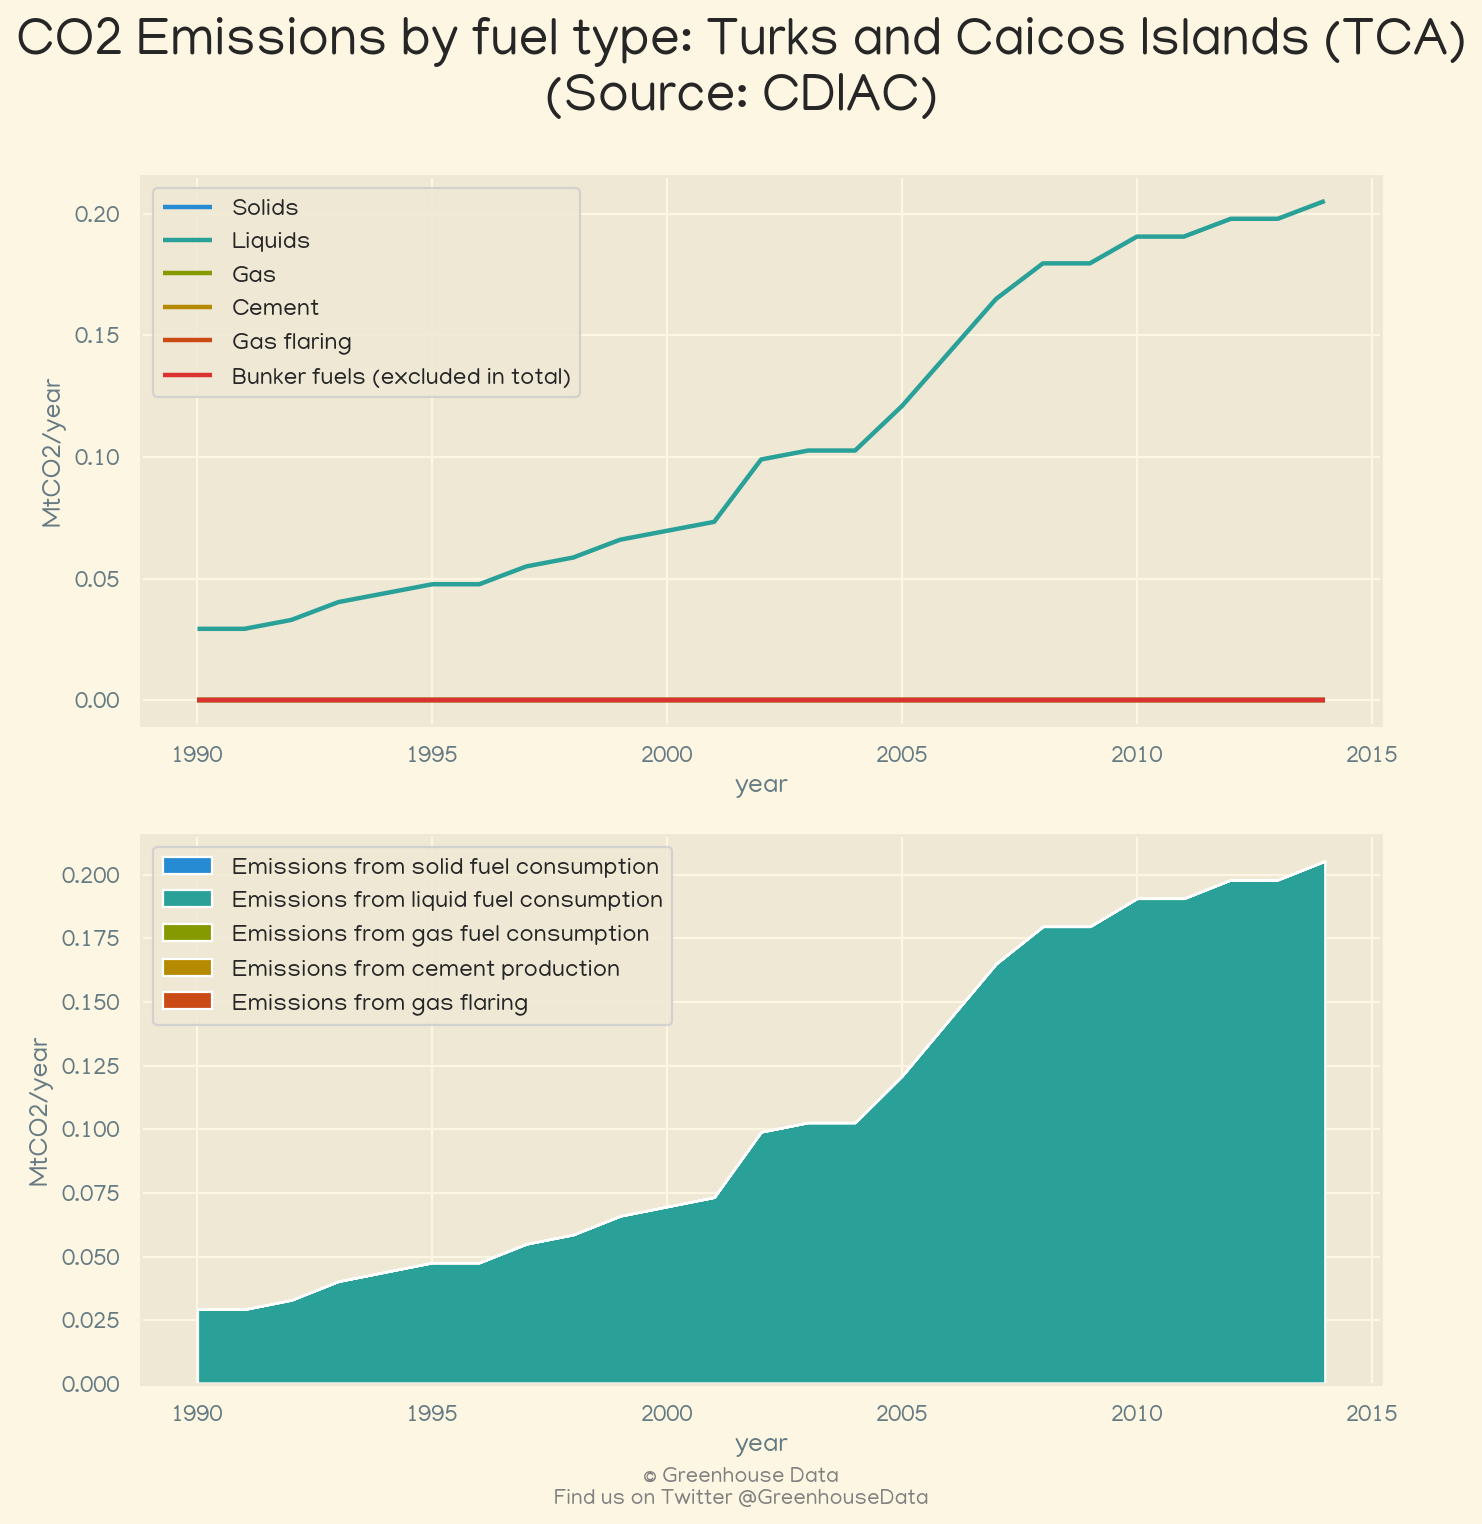 CO2 Emissions by fuel type: Turks and Caicos Islands (TCA)
(Source: CDIAC)
Solids
Liquids
Gas
Cement
Gas flaring
Bunker fuels (excluded in total)
0.20
0.15
0.10
0.05
0.00
MtCO2/year
1990 1995 2000 2005 2010 2015
year
Emissions from solid fuel consumption
Emissions from liquid fuel consumption
Emissions from gas fuel consumption
Emissions from cement production
Emissions from gas flaring
0.200
0.175
0.150
0.125
0.100
0.075
0.050
0.025
0.000
MtCO2/year
1990 1995 2000 2005 2010 2015
year
© Greenhouse Data
Find us on Twitter @GreenhouseData